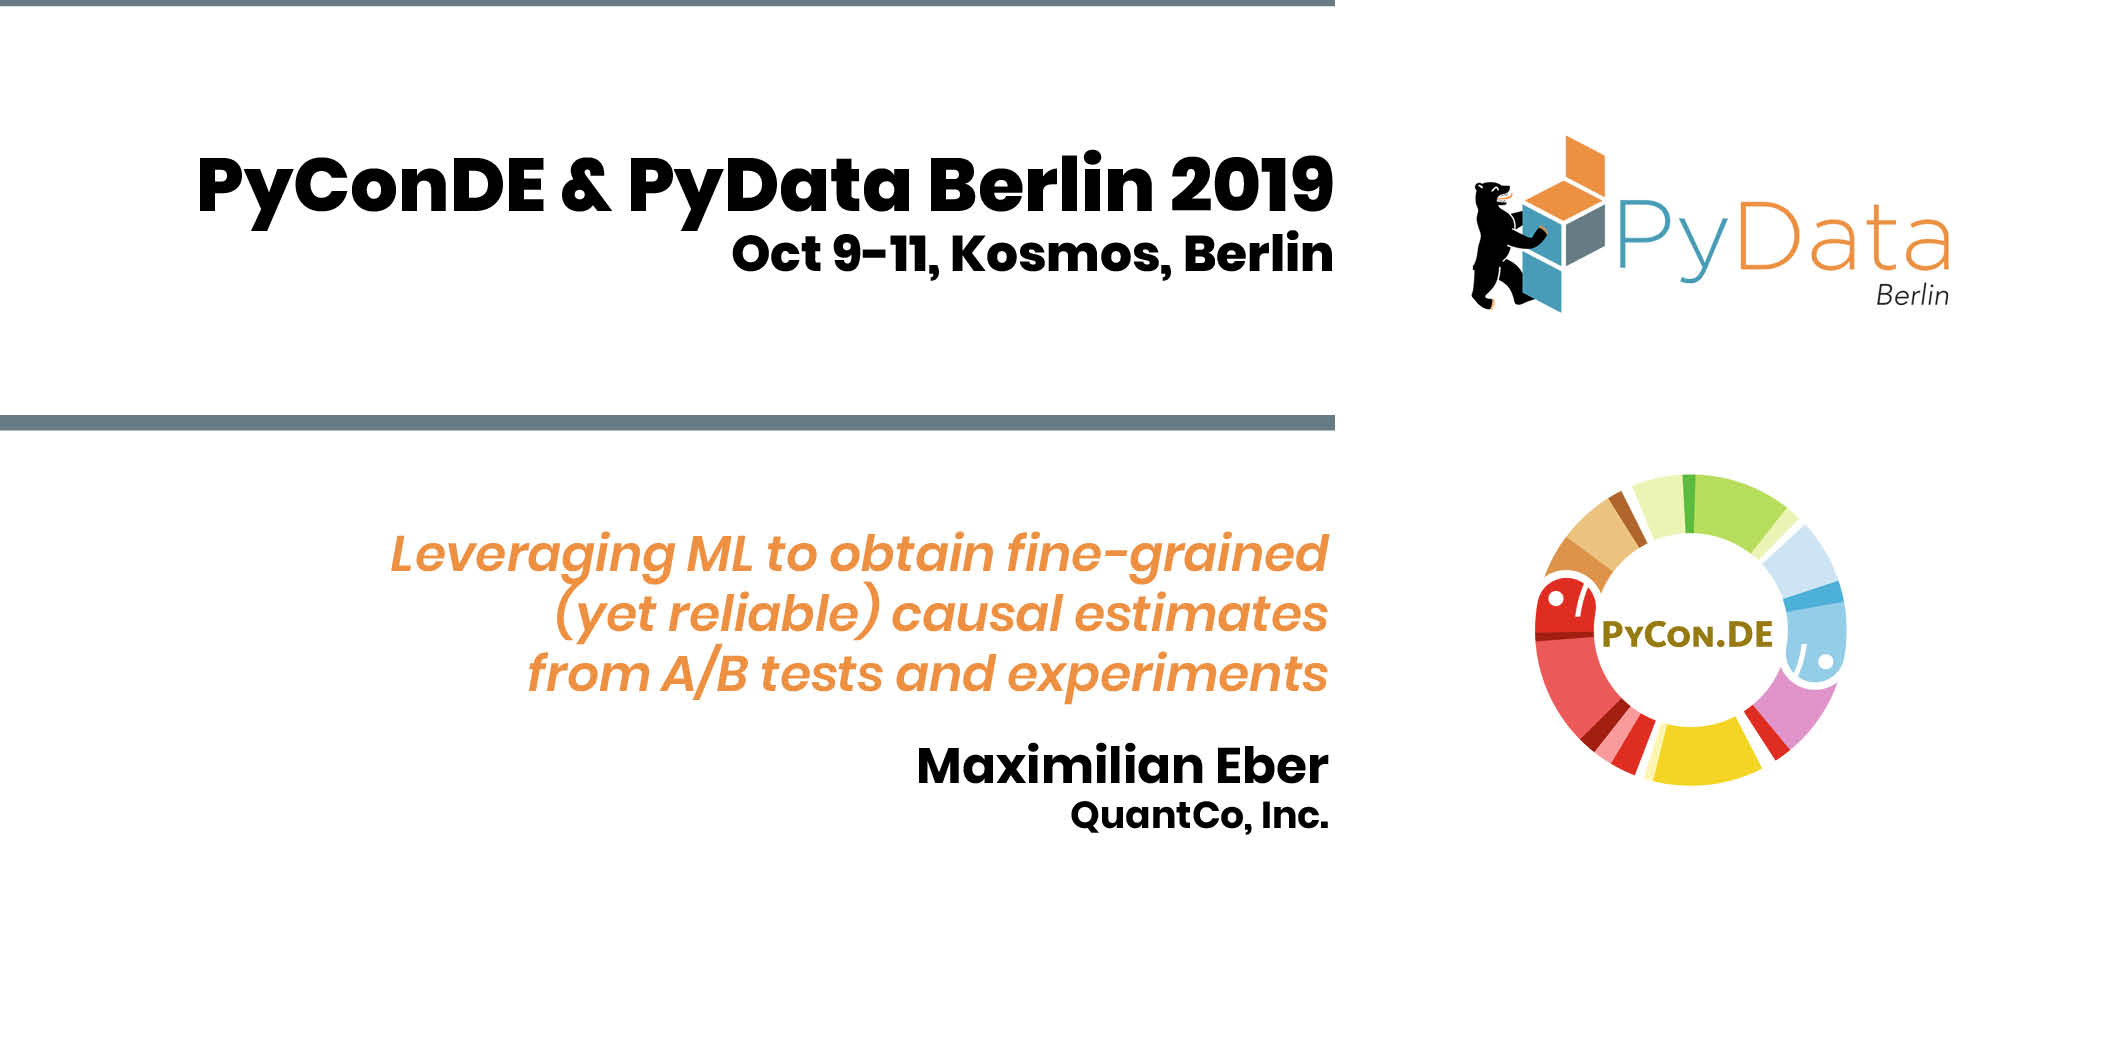 PyConDE & PyData Berlin 2019
Oct 9-11, Kosmos, Berlin
PyData
Berlin
Leveraging ML to obtain fine-grained
(yet reliable) causal estimates
from A/B tests and experiments
Maximilian Eber
QuantCo, Inc.
PyCon.DE